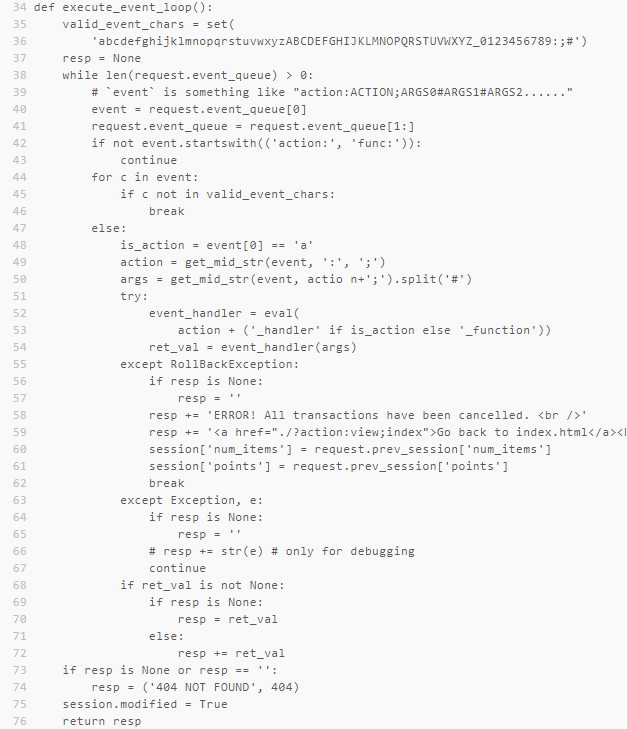 34 def execute_event_loop():
35     valid_event_chars = set(
36         'abcdefghijklmnopqrstuvwxyzABCDEFGHIJKLMNOPQRSTUVWXYZ_0123456789:;#')
37     resp = None
38     while len(request.event_queue) > 0:
39         # `event` is something like "action:ACTION;ARGS0#ARGS1#ARGS2......"
40         event = request.event_queue[0]
41         request.event_queue = request.event_queue[1:]
42         if not event.startswith(('action:', 'func:')):
43             continue
44         for c in event:
45             if c not in valid_event_chars:
46                 break
47         else:
48             is_action = event[0] == 'a'
49             action = get_mid_str(event, ':', ';')
50             args = get_mid_str(event, actio n+';').split('#')
51             try:
52                 event_handler = eval(
53                     action + ('_handler' if is_action else '_function'))
54                 ret_val = event_handler(args)
55             except RollBackException:
56                 if resp is None:
57                     resp = ''
58                 resp += 'ERROR! All transactions have been cancelled. <br />'
59                 resp += '<a href="./?action:view;index">Go back to index.html</a><
60                 session['num_items'] = request.prev_session['num_items']
61                 session['points'] = request.prev_session['points']
62                 break
63             except Exception, e:
64                 if resp is None:
65                     resp = ''
66                 # resp += str(e) # only for debugging
67                 continue
68             if ret_val is not None:
69                 if resp is None:
70                     resp = ret_val
71                 else:
72                     resp += ret_val
73     if resp is None or resp == '':
74         resp = ('404 NOT FOUND', 404)
75     session.modified = True
76     return resp